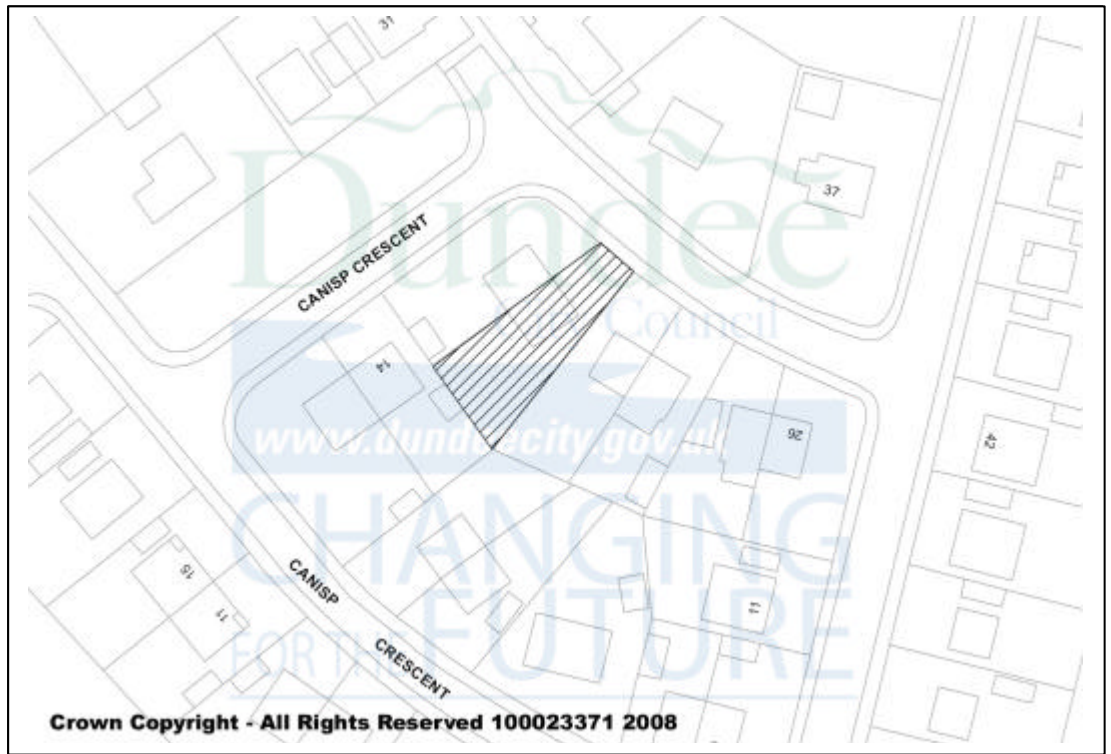 31
Dundee
City Council
37
CANISP CRESCENT
14
www.dundeecity.gov.uk
26
42
CHANGING
FOR THE FUTURE
15
11
CANISP
CRESCENT
11
Crown Copyright - All Rights Reserved 100023371 2008